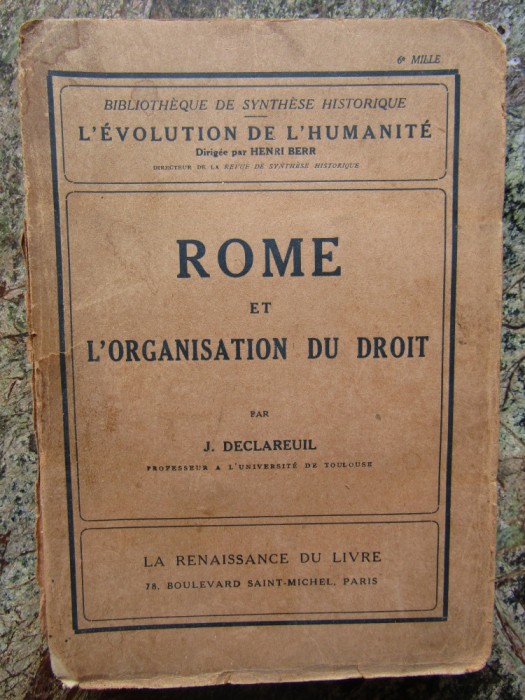 6e MILLE
BIBLIOTHÈQUE DE SYNTHÈSE HISTORIQUE
L'ÉVOLUTION DE L'HUMANITÉ
Dirigée par HENRI BERR
DIRECTEUR DE LA REVUE DE SYNTHÈSE HISTORIQUE
ROME
ET
L'ORGANISATION DU DROIT
PAR
J. DECLAREUIL
PROFESSEUR A L'UNIVERSITÉ DE TOULOUSE
LA RENAISSANCE DU LIVRE
78, BOULEVARD SAINT-MICHEL, PARIS